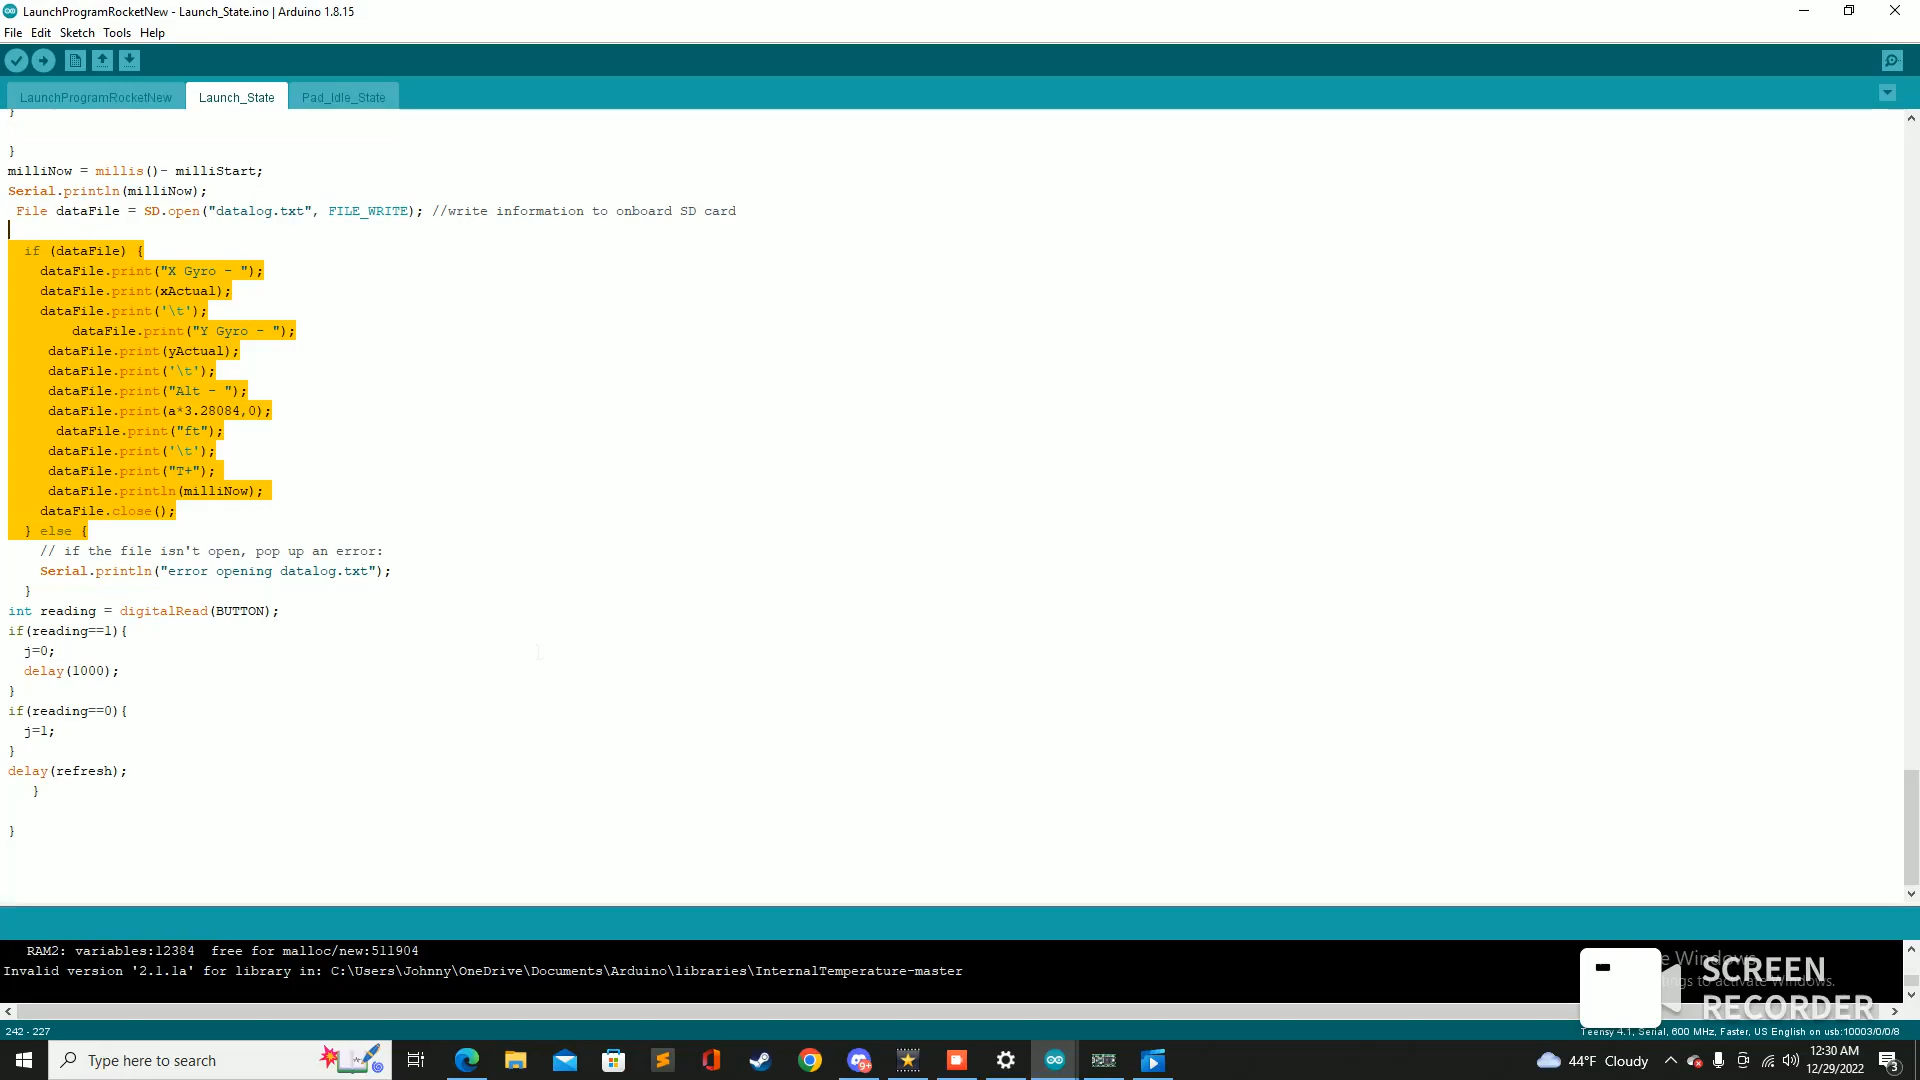 LaunchProgramRocketNew - Launch_State.ino | Arduino 1.8.15
File Edit Sketch Tools Help
LaunchProgramRocketNew Launch_State Pad_Idle_State
}
}
milliNow = millis()- milliStart;
Serial.println(milliNow);
File dataFile = SD.open("datalog.txt", FILE_WRITE); //write information to onboard SD card
if (dataFile) {
dataFile.print("X Gyro - ");
dataFile.print(xActual);
dataFile.print('\t');
dataFile.print("Y Gyro - ");
dataFile.print(yActual);
dataFile.print('\t');
dataFile.print("Alt - ");
dataFile.print(a*3.28084,0);
dataFile.print("ft");
dataFile.print('\t');
dataFile.print("T+");
dataFile.println(milliNow);
dataFile.close();
} else {
// if the file isn't open, pop up an error:
Serial.println("error opening datalog.txt");
}
int reading = digitalRead(BUTTON);
if(reading==1){
j=0;
delay(1000);
}
if(reading==0){
j=1;
}
delay(refresh);
}
}
RAM2: variables:12384 free for malloc/new:511904
Invalid version '2.1.1a' for library in: C:\Users\Johnny\OneDrive\Documents\Arduino\libraries\InternalTemperature-master
Windows
to activate Windows.
SCREEN
RECORDER
242 - 227
Teensy 4.1, Serial, 600 MHz, Faster, US English on usb:10003/0/0/8
Type here to search
9+
44°F Cloudy
12:30 AM
12/29/2022
3